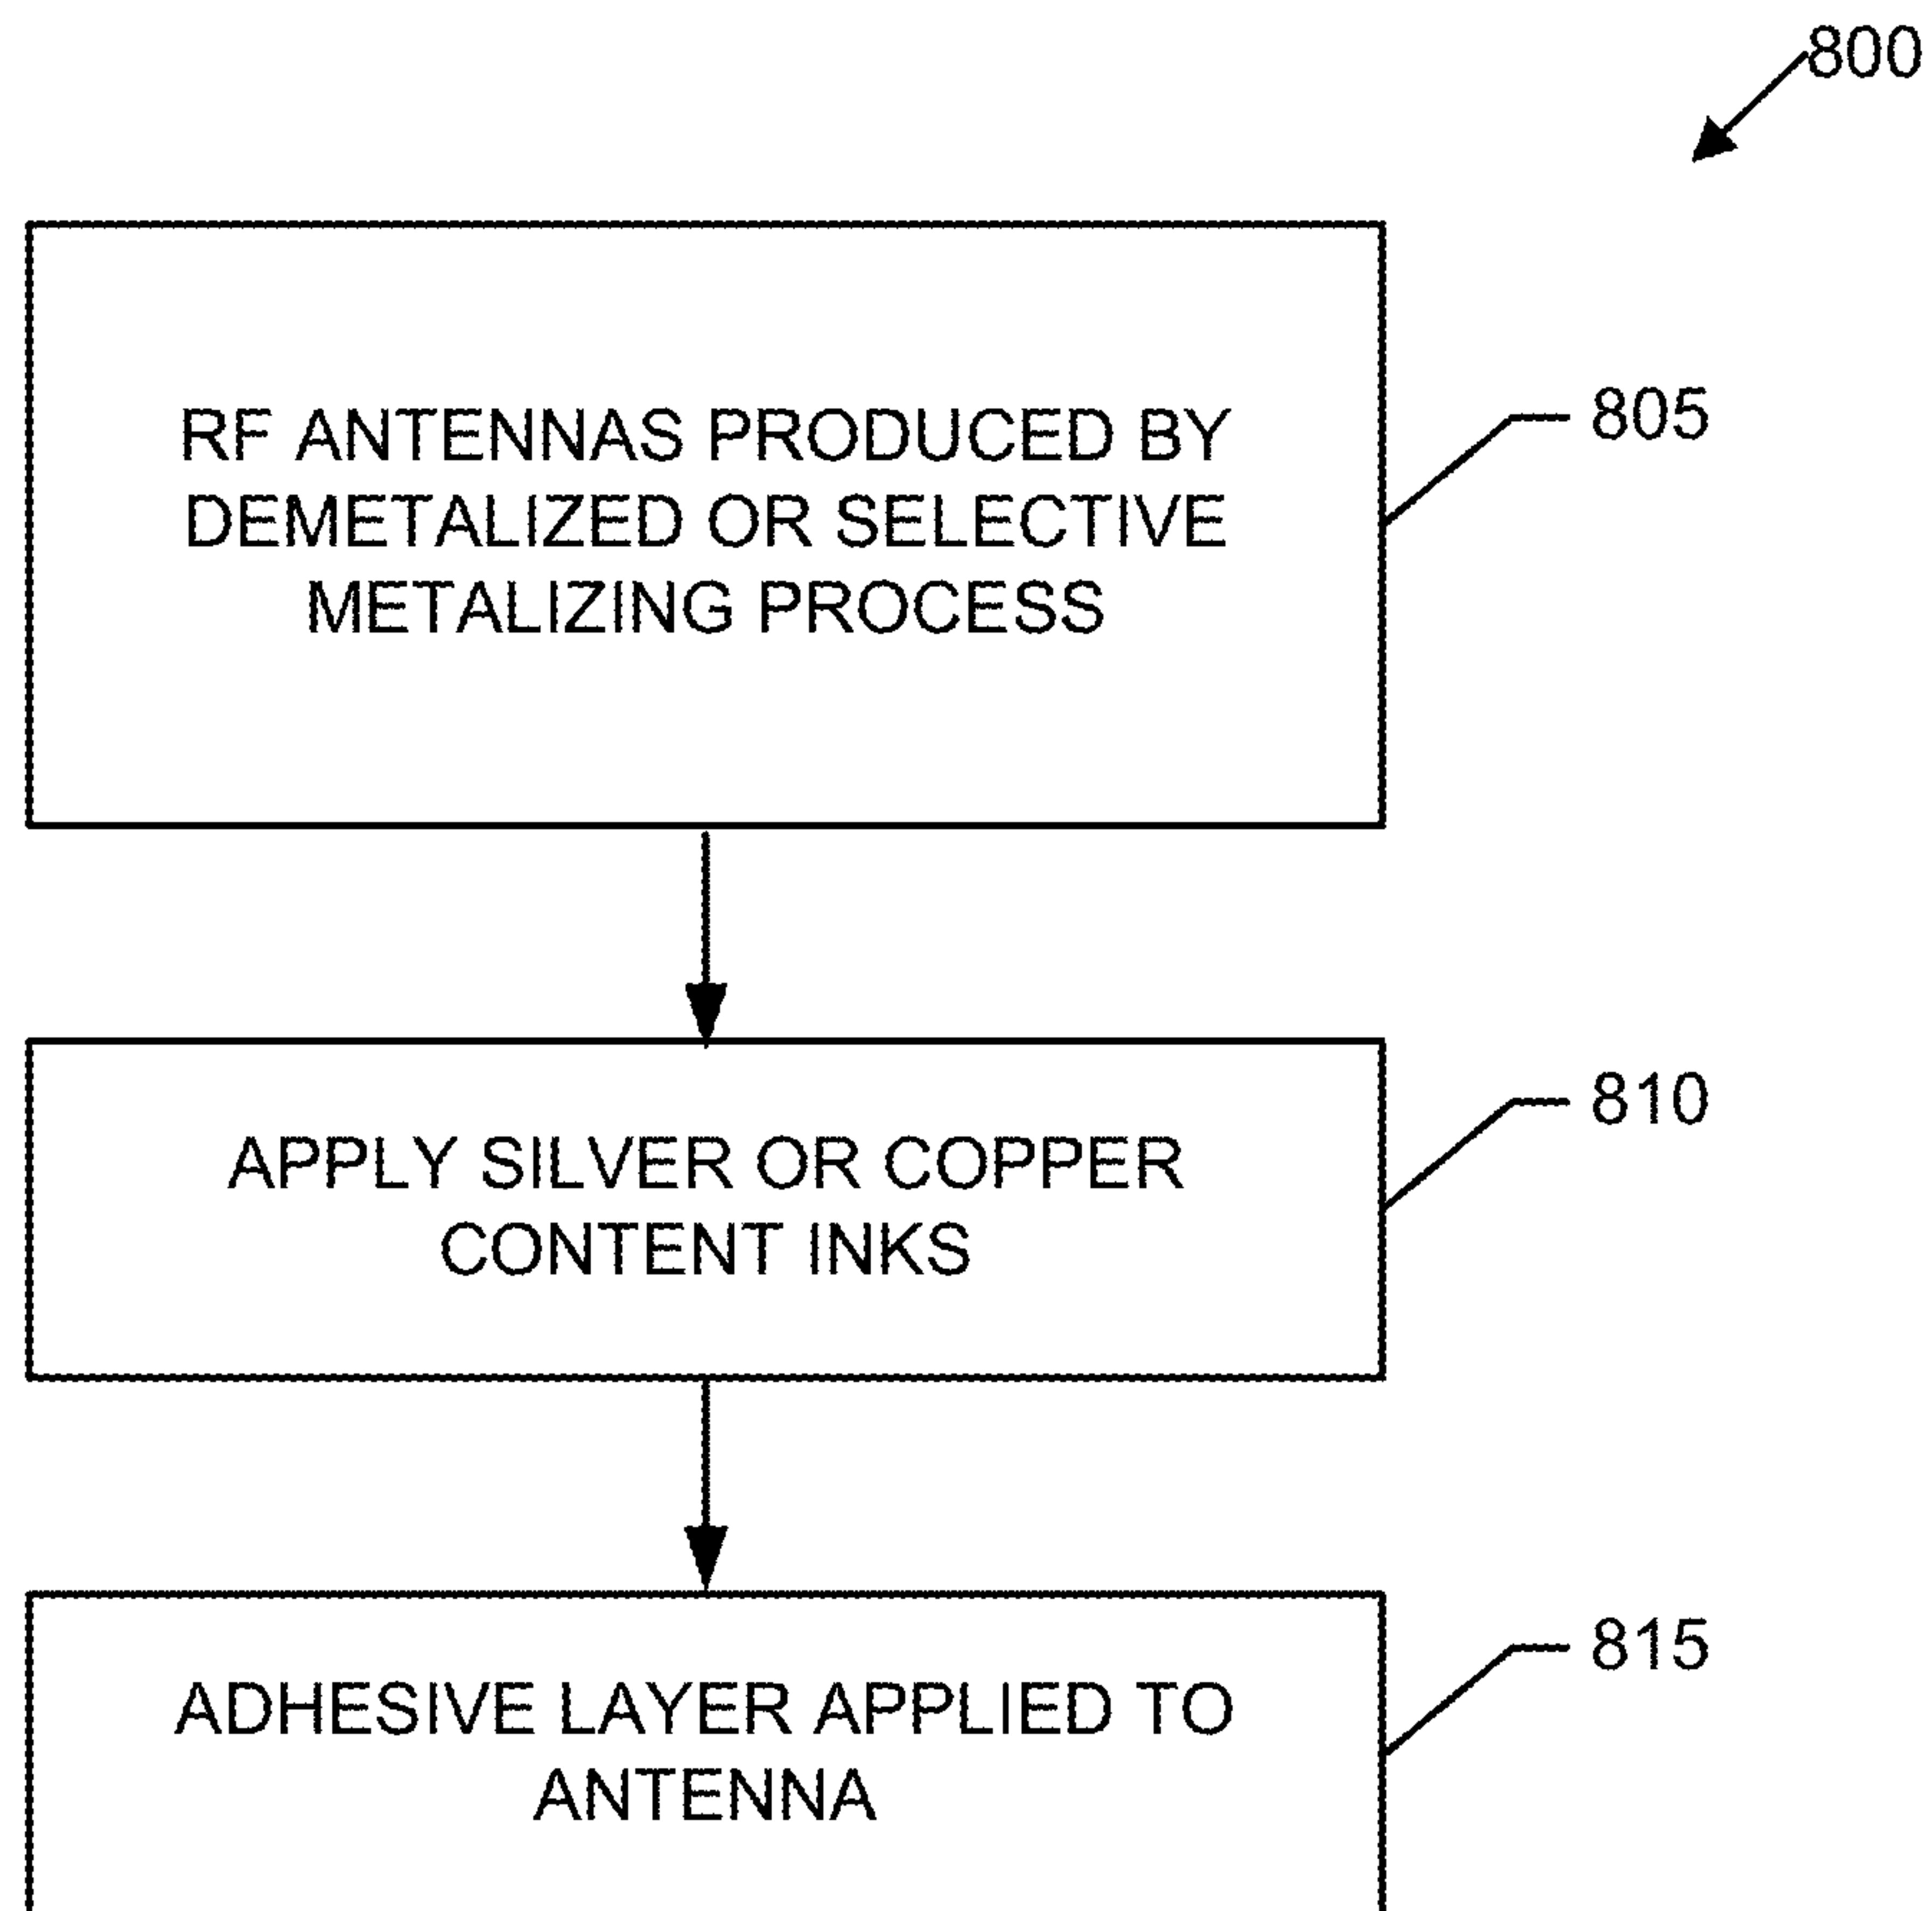 800
RF ANTENNAS PRODUCED BY
DEMETALIZED OR SELECTIVE
METALIZING PROCESS
805
APPLY SILVER OR COPPER
CONTENT INKS
810
ADHESIVE LAYER APPLIED TO
ANTENNA
815